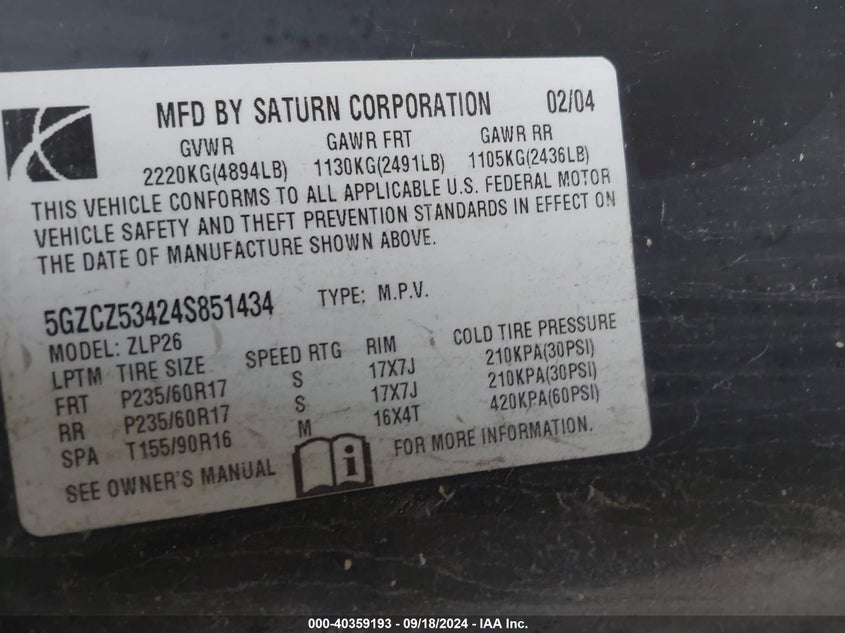 MFD BY SATURN CORPORATION 02/04
GVWR GAWR FRT GAWR RR
2220KG(4894LB) 1130KG(2491LB) 1105KG(2436LB)
THIS VEHICLE CONFORMS TO ALL APPLICABLE U.S. FEDERAL MOTOR
VEHICLE SAFETY AND THEFT PREVENTION STANDARDS IN EFFECT ON
THE DATE OF MANUFACTURE SHOWN ABOVE.
5GZCZ53424S851434 TYPE: M.P.V.
MODEL: ZLP26
LPTM TIRE SIZE SPEED RTG RIM COLD TIRE PRESSURE
FRT P235/60R17 S 17X7J 210KPA(30PSI)
RR P235/60R17 S 17X7J 210KPA(30PSI)
SPA T155/90R16 M 16X4T 420KPA(60PSI)
SEE OWNER'S MANUAL i FOR MORE INFORMATION.
000-40359193 - 09/18/2024 - IAA Inc.